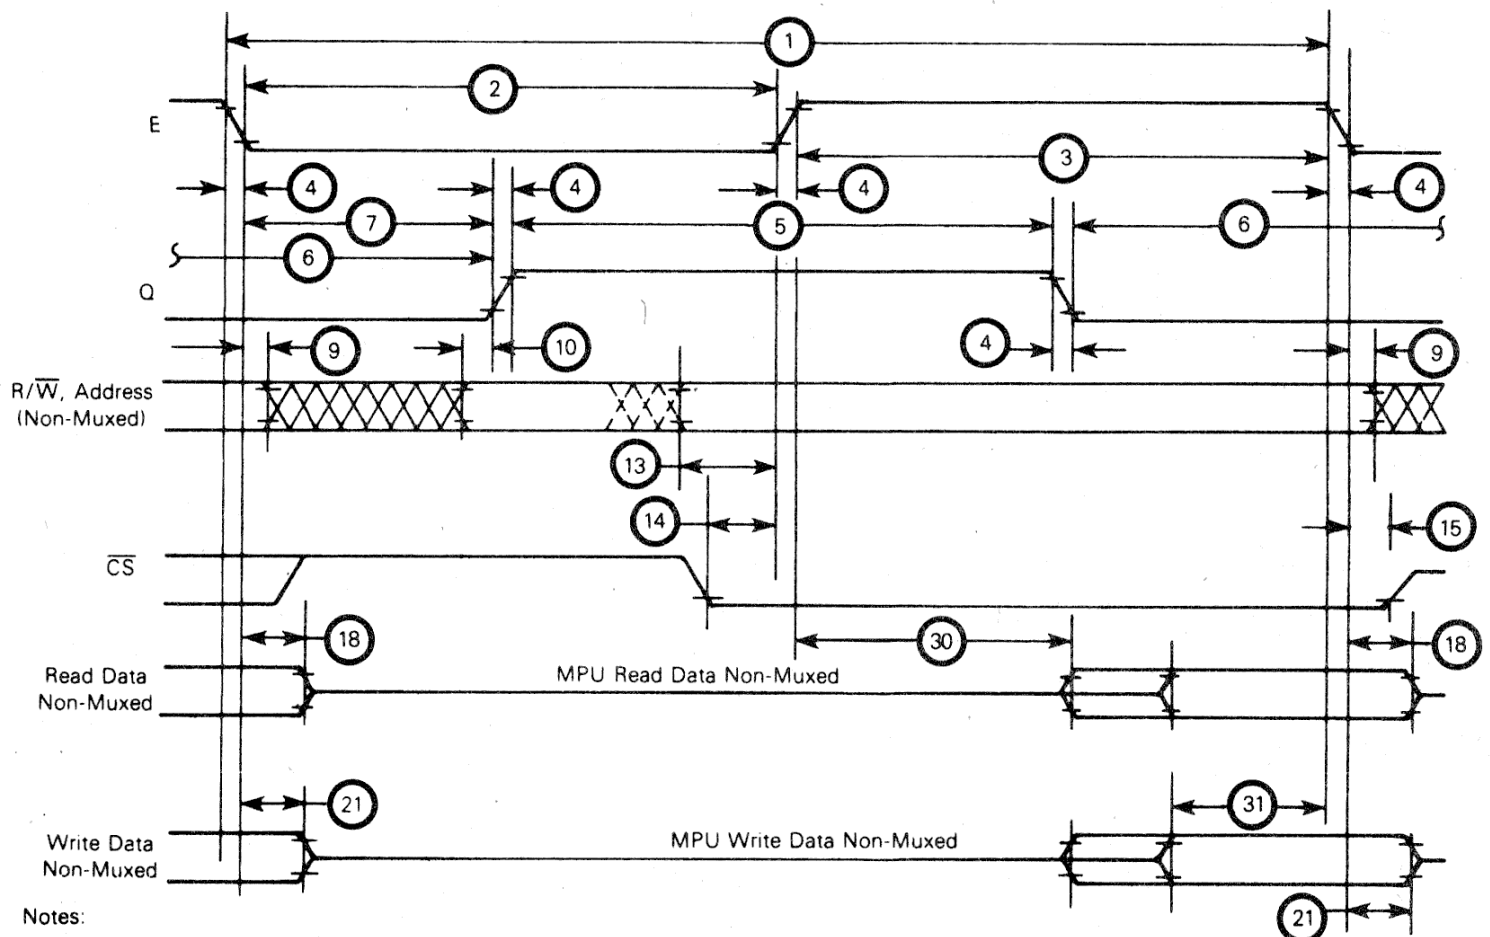 1
2
E
3
4
4
4
4
7
5
6
6
Q
9
10
4
9
R/W̅, Address
(Non-Muxed)
13
14
15
C̅S̅
18
30
18
Read Data
Non-Muxed
MPU Read Data Non-Muxed
21
31
Write Data
Non-Muxed
MPU Write Data Non-Muxed
Notes:
21